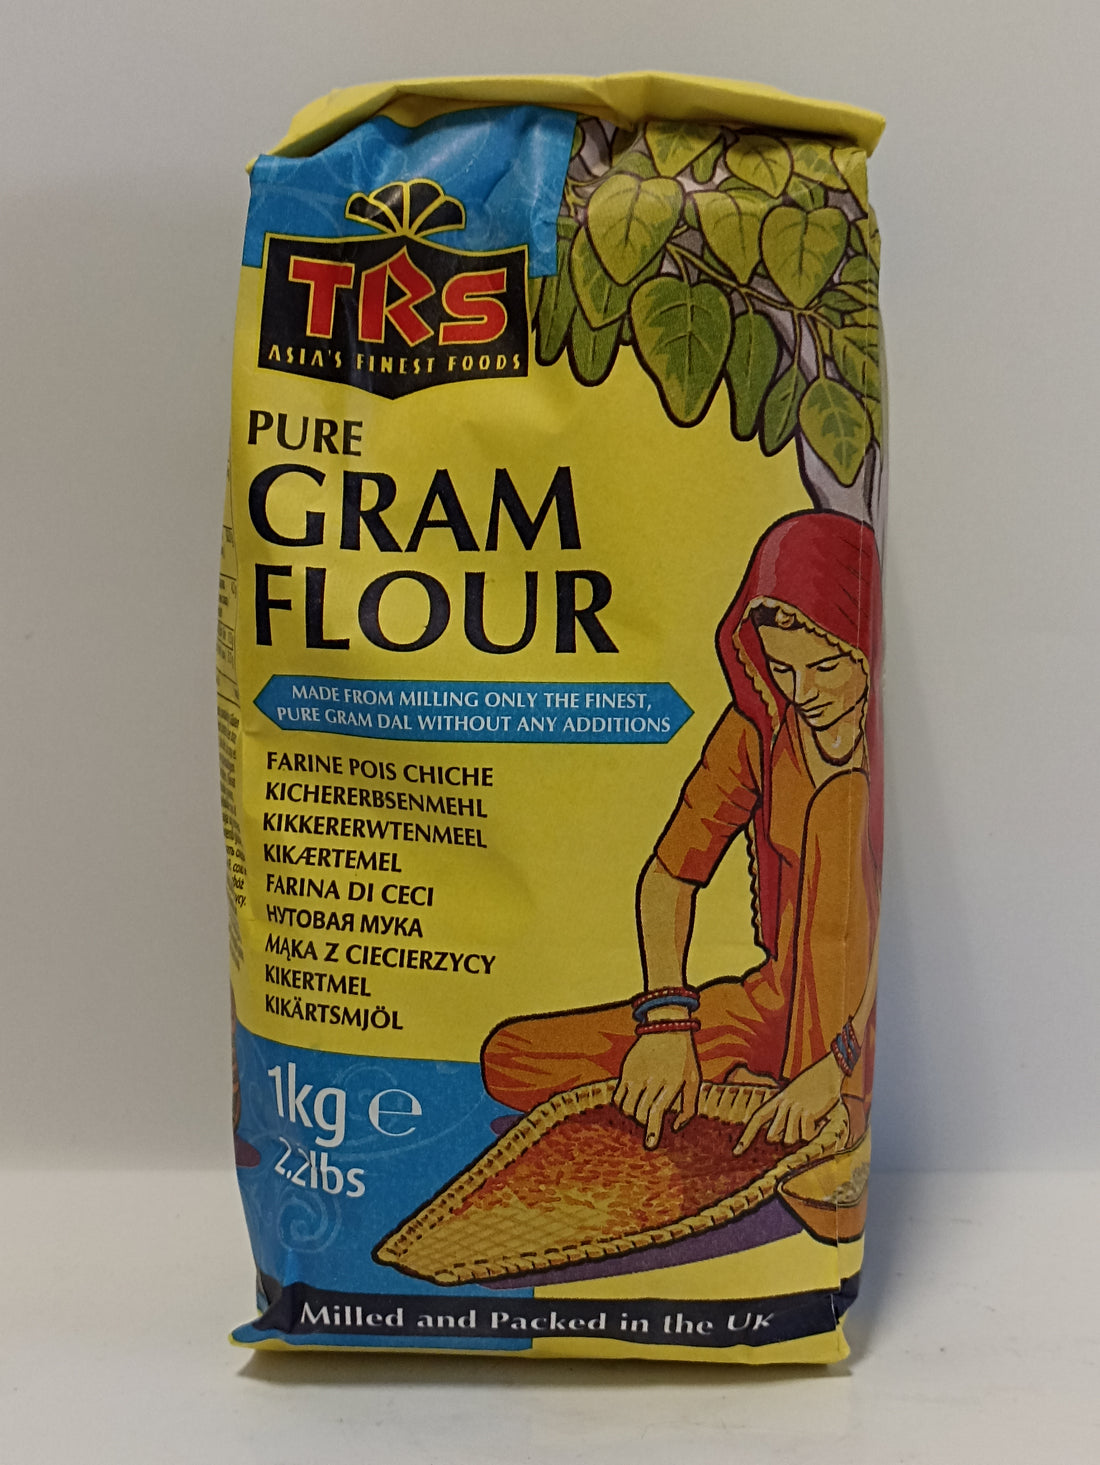 TRS
ASIA'S FINEST FOODS
PURE
GRAM
FLOUR
MADE FROM MILLING ONLY THE FINEST,
PURE GRAM DAL WITHOUT ANY ADDITIONS
FARINE POIS CHICHE
KICHERERBSENMEHL
KIKKERERWTENMEEL
KIKÆRTEMEL
FARINA DI CECI
НУТОВАЯ МУКА
MĄKA Z CIECIERZYCY
KIKERTMEL
KIKÄRTSMJÖL
1kg ℮
2.2lbs
Milled and Packed in the UK